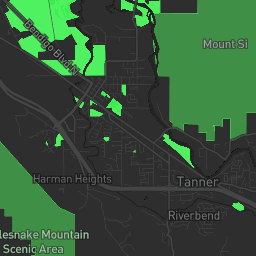 Bendigo Blvd N
Mount Si
Harman Heights
Tanner
Riverbend
lesnake Mountain
Scenic Area